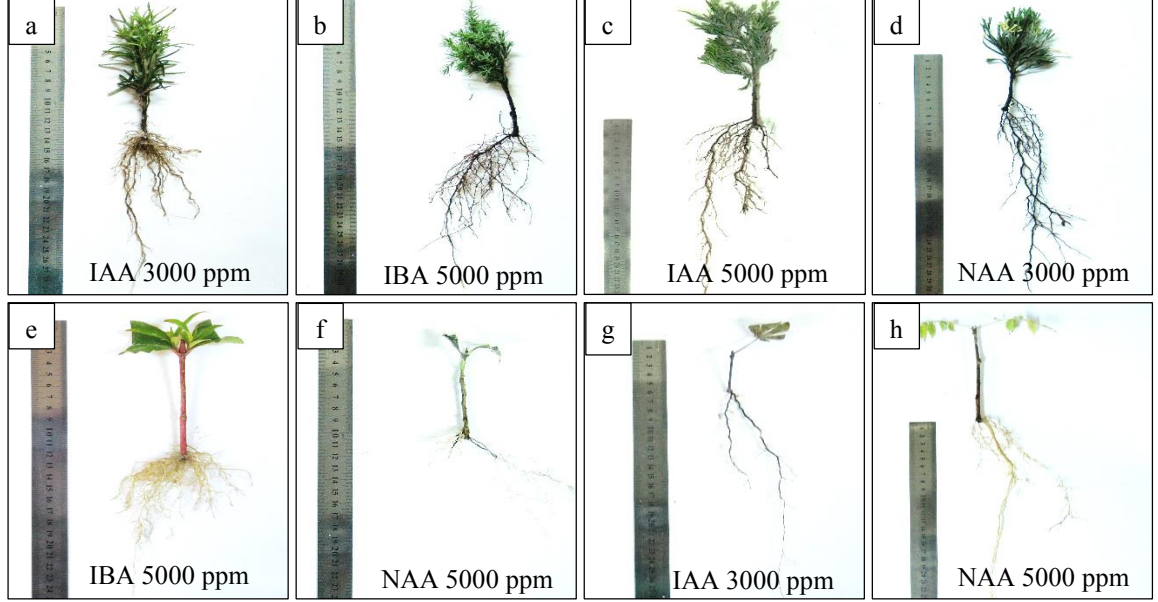 a
b
c
d
IAA 3000 ppm
IBA 5000 ppm
IAA 5000 ppm
NAA 3000 ppm
e
f
g
h
IBA 5000 ppm
NAA 5000 ppm
IAA 3000 ppm
NAA 5000 ppm